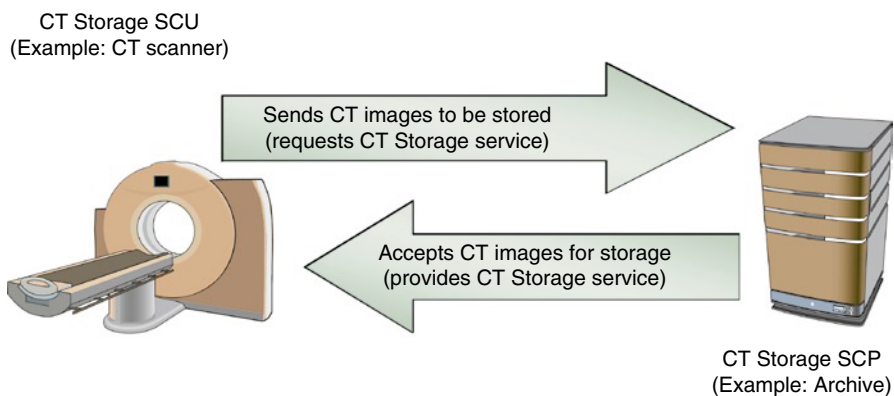 CT Storage SCU
(Example: CT scanner)
Sends CT images to be stored
(requests CT Storage service)
Accepts CT images for storage
(provides CT Storage service)
CT Storage SCP
(Example: Archive)